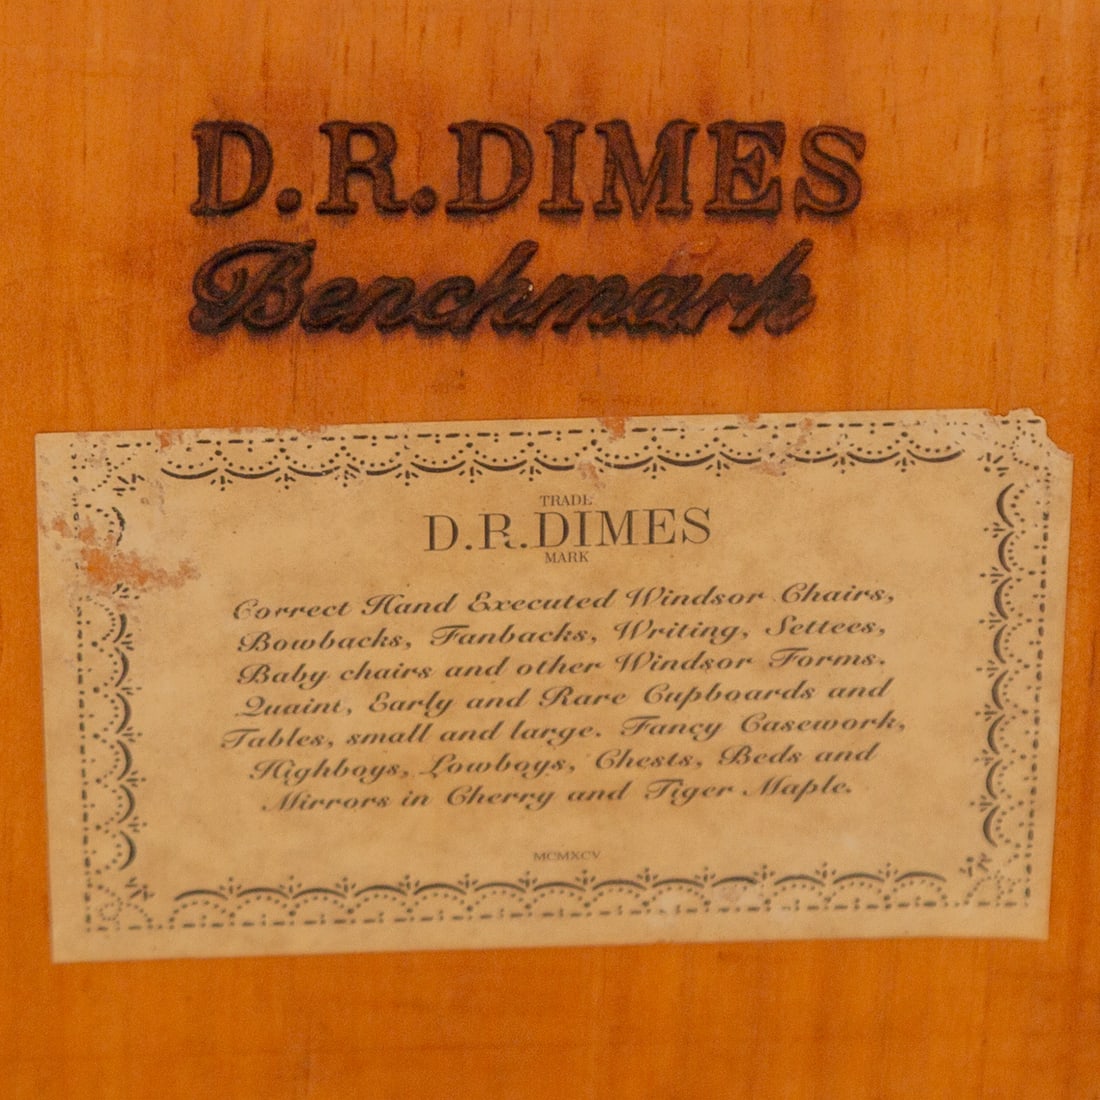 D.R.DIMES
Benchmark
TRADE
D.R.DIMES
MARK
Correct Hand Executed Windsor Chairs,
Bowbacks, Fanbacks, Writing, Settees,
Baby chairs and other Windsor Forms.
Quaint, Early and Rare Cupboards and
Tables, small and large. Fancy Casework,
Highboys, Lowboys, Chests, Beds and
Mirrors in Cherry and Tiger Maple.
MCMXCV